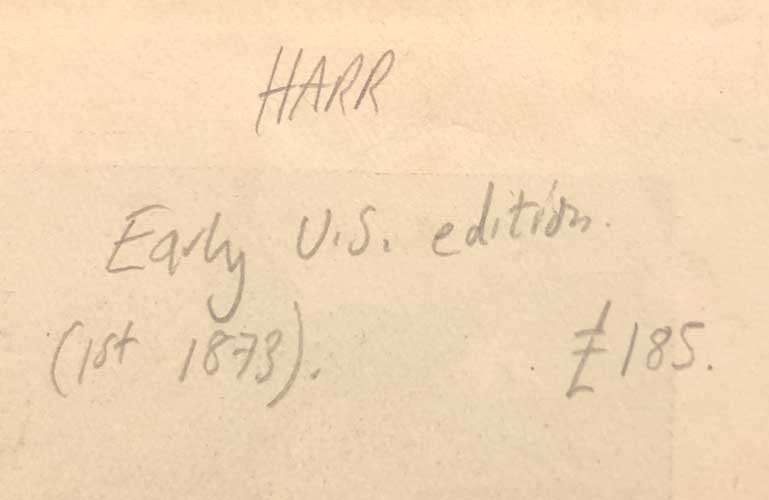 HARR
Early U.S. edition.
(1st 1873). £185.